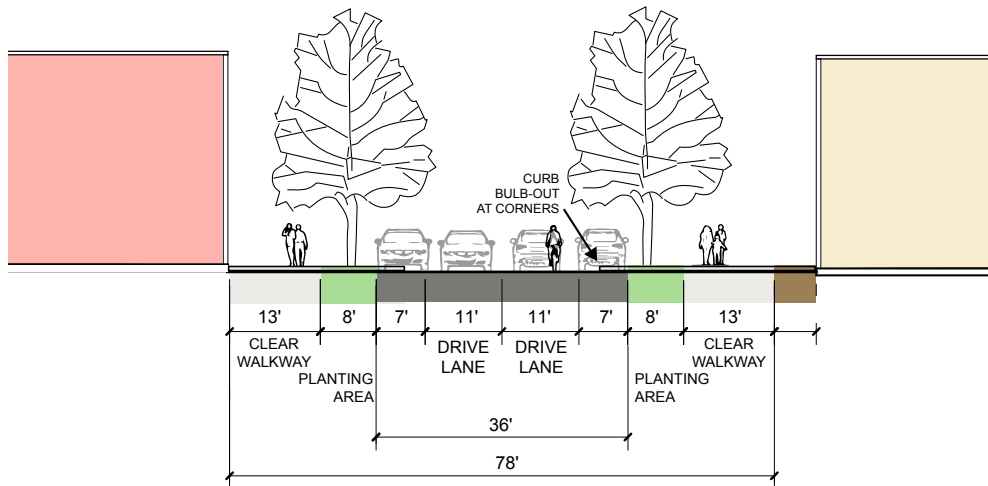 CURB
BULB-OUT
AT CORNERS
13' 8' 7' 11' 11' 7' 8' 13'
CLEAR
WALKWAY
PLANTING
AREA
DRIVE
LANE
DRIVE
LANE
PLANTING
AREA
CLEAR
WALKWAY
36'
78'